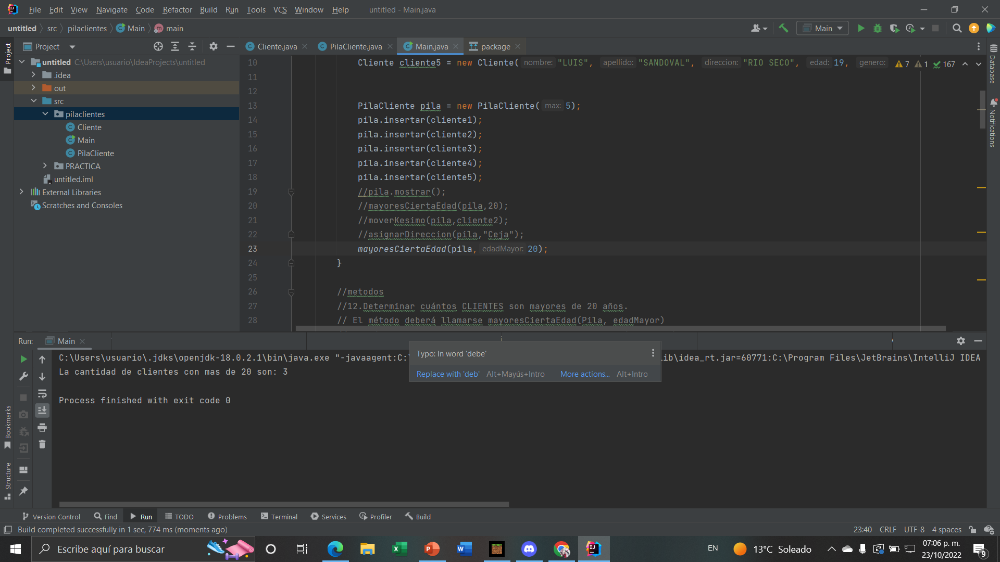 File Edit View Navigate Code Refactor Build Run Tools VCS Window Help untitled - Main.java
untitled src pilaclientes Main main Main
Project Cliente.java PilaCliente.java Main.java package
Project
untitled C:\Users\usuario\IdeaProjects\untitled
.idea
out
src
pilaclientes
Cliente
Main
PilaCliente
PRACTICA
untitled.iml
External Libraries
Scratches and Consoles
10 Cliente cliente5 = new Cliente( nombre: "LUIS", apellido: "SANDOVAL", direccion: "RIO SECO", edad: 19, genero: 7 1 167
11
12
13 PilaCliente pila = new PilaCliente( max: 5);
14 pila.insertar(cliente1);
15 pila.insertar(cliente2);
16 pila.insertar(cliente3);
17 pila.insertar(cliente4);
18 pila.insertar(cliente5);
19 //pila.mostrar();
20 //mayoresCiertaEdad(pila,20);
21 //moverKesimo(pila,cliente2);
22 //asignarDireccion(pila,"Ceja");
23 mayoresCiertaEdad(pila, edadMayor: 20);
24 }
25
26 //metodos
27 //12.Determinar cuántos CLIENTES son mayores de 20 años.
28 // El método deberá llamarse mayoresCiertaEdad(Pila, edadMayor)
Database
Notifications
Run: Main
C:\Users\usuario\.jdks\openjdk-18.0.2.1\bin\java.exe "-javaagent:C:\ lib\idea_rt.jar=60771:C:\Program Files\JetBrains\IntelliJ IDEA
La cantidad de clientes con mas de 20 son: 3
Process finished with exit code 0
Typo: In word 'debe'
Replace with 'deb' Alt+Mayús+Intro More actions... Alt+Intro
Bookmarks
Structure
Version Control Find Run TODO Problems Terminal Services Profiler Build
Build completed successfully in 1 sec, 774 ms (moments ago) 23:40 CRLF UTF-8 4 spaces
Escribe aquí para buscar
EN 13°C Soleado
07:06 p. m.
23/10/2022
9